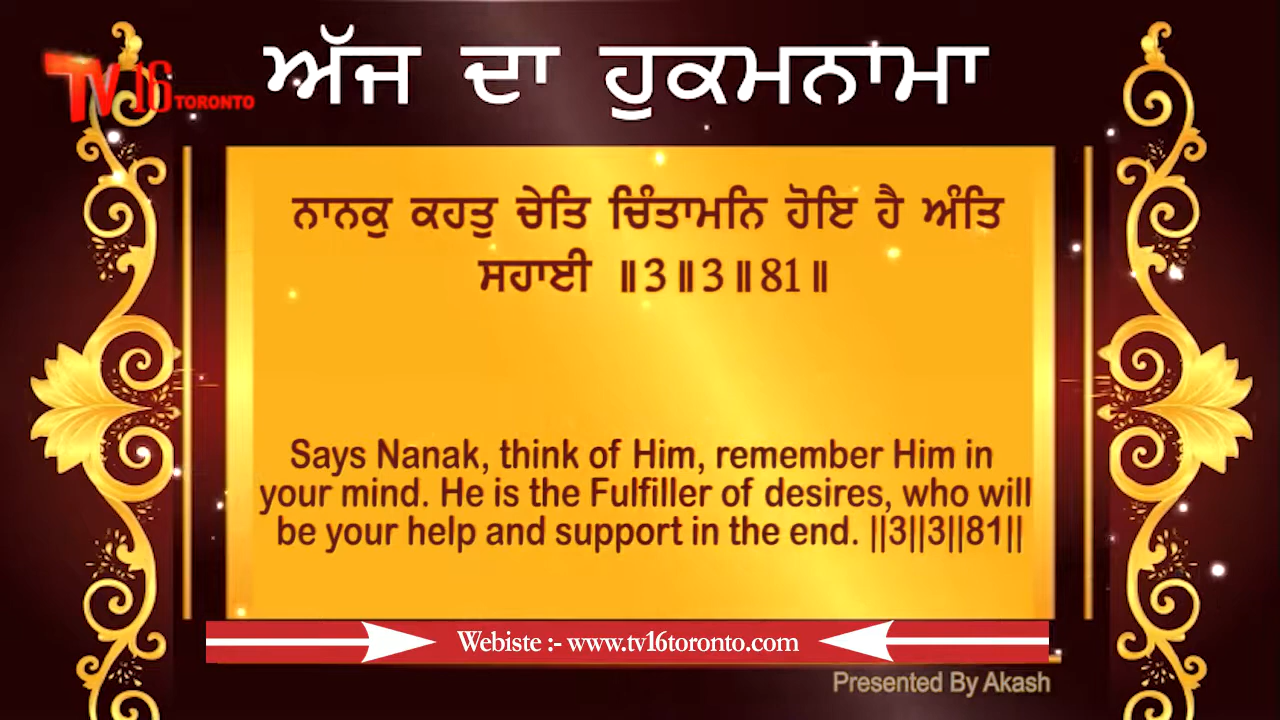 TV16 TORONTO
ਅੱਜ ਦਾ ਹੁਕਮਨਾਮਾ
ਨਾਨਕੁ ਕਹਤੁ ਚੇਤਿ ਚਿੰਤਾਮਨਿ ਹੋਇ ਹੈ ਅੰਤਿ
ਸਹਾਈ ॥3॥3॥81॥
Says Nanak, think of Him, remember Him in
your mind. He is the Fulfiller of desires, who will
be your help and support in the end. ||3||3||81||
Webiste :- www.tv16toronto.com
Presented By Akash